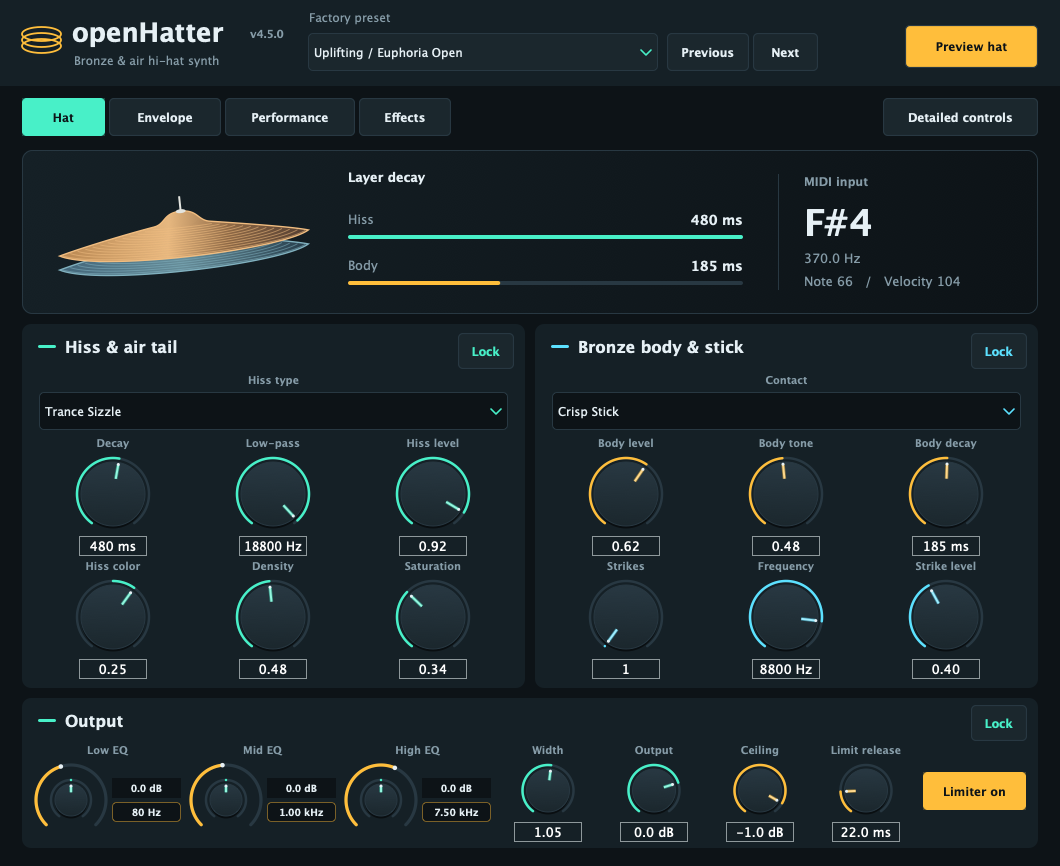 openHatter
v4.5.0
Bronze & air hi-hat synth
Factory preset
Uplifting / Euphoria Open
Previous
Next
Preview hat
Hat
Envelope
Performance
Effects
Detailed controls
Layer decay
Hiss
480 ms
Body
185 ms
MIDI input
F#4
370.0 Hz
Note 66 / Velocity 104
Hiss & air tail
Lock
Hiss type
Trance Sizzle
Decay
Low-pass
Hiss level
480 ms
18800 Hz
0.92
Hiss color
Density
Saturation
0.25
0.48
0.34
Bronze body & stick
Lock
Contact
Crisp Stick
Body level
Body tone
Body decay
0.62
0.48
185 ms
Strikes
Frequency
Strike level
1
8800 Hz
0.40
Output
Lock
Low EQ
0.0 dB
80 Hz
Mid EQ
0.0 dB
1.00 kHz
High EQ
0.0 dB
7.50 kHz
Width
1.05
Output
0.0 dB
Ceiling
-1.0 dB
Limit release
22.0 ms
Limiter on